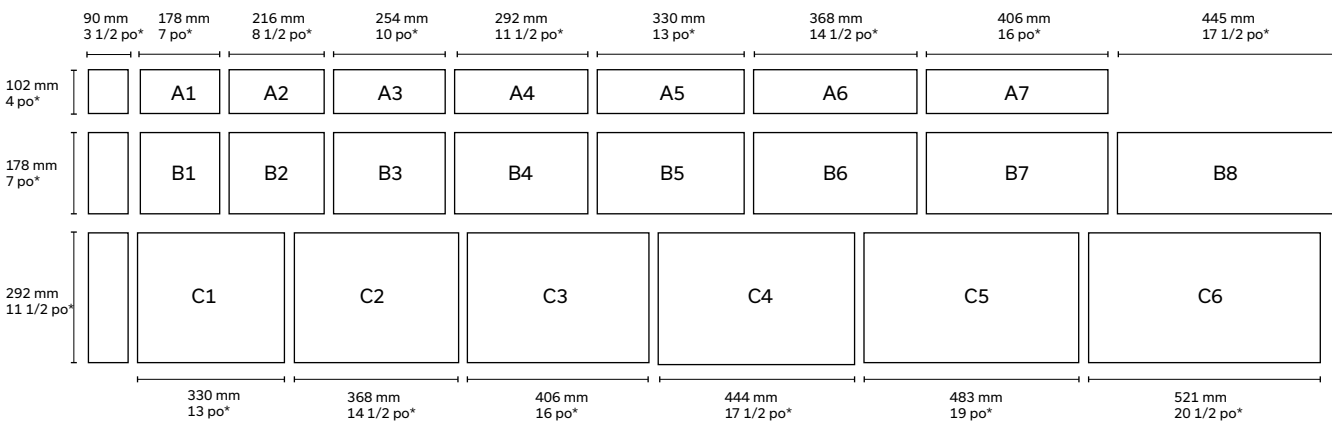 90 mm
3 1/2 po*
178 mm
7 po*
216 mm
8 1/2 po*
254 mm
10 po*
292 mm
11 1/2 po*
330 mm
13 po*
368 mm
14 1/2 po*
406 mm
16 po*
445 mm
17 1/2 po*
102 mm
4 po*
A1
A2
A3
A4
A5
A6
A7
178 mm
7 po*
B1
B2
B3
B4
B5
B6
B7
B8
292 mm
11 1/2 po*
C1
C2
C3
C4
C5
C6
330 mm
13 po*
368 mm
14 1/2 po*
406 mm
16 po*
444 mm
17 1/2 po*
483 mm
19 po*
521 mm
20 1/2 po*